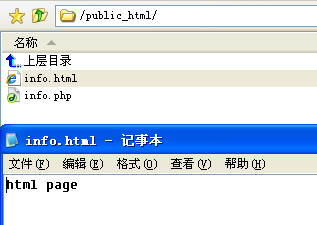 /public_html/
名称
上层目录
info.html
info.php
info.html - 记事本
文件(F) 编辑(E) 格式(O) 查看(V) 帮助(H)
html page